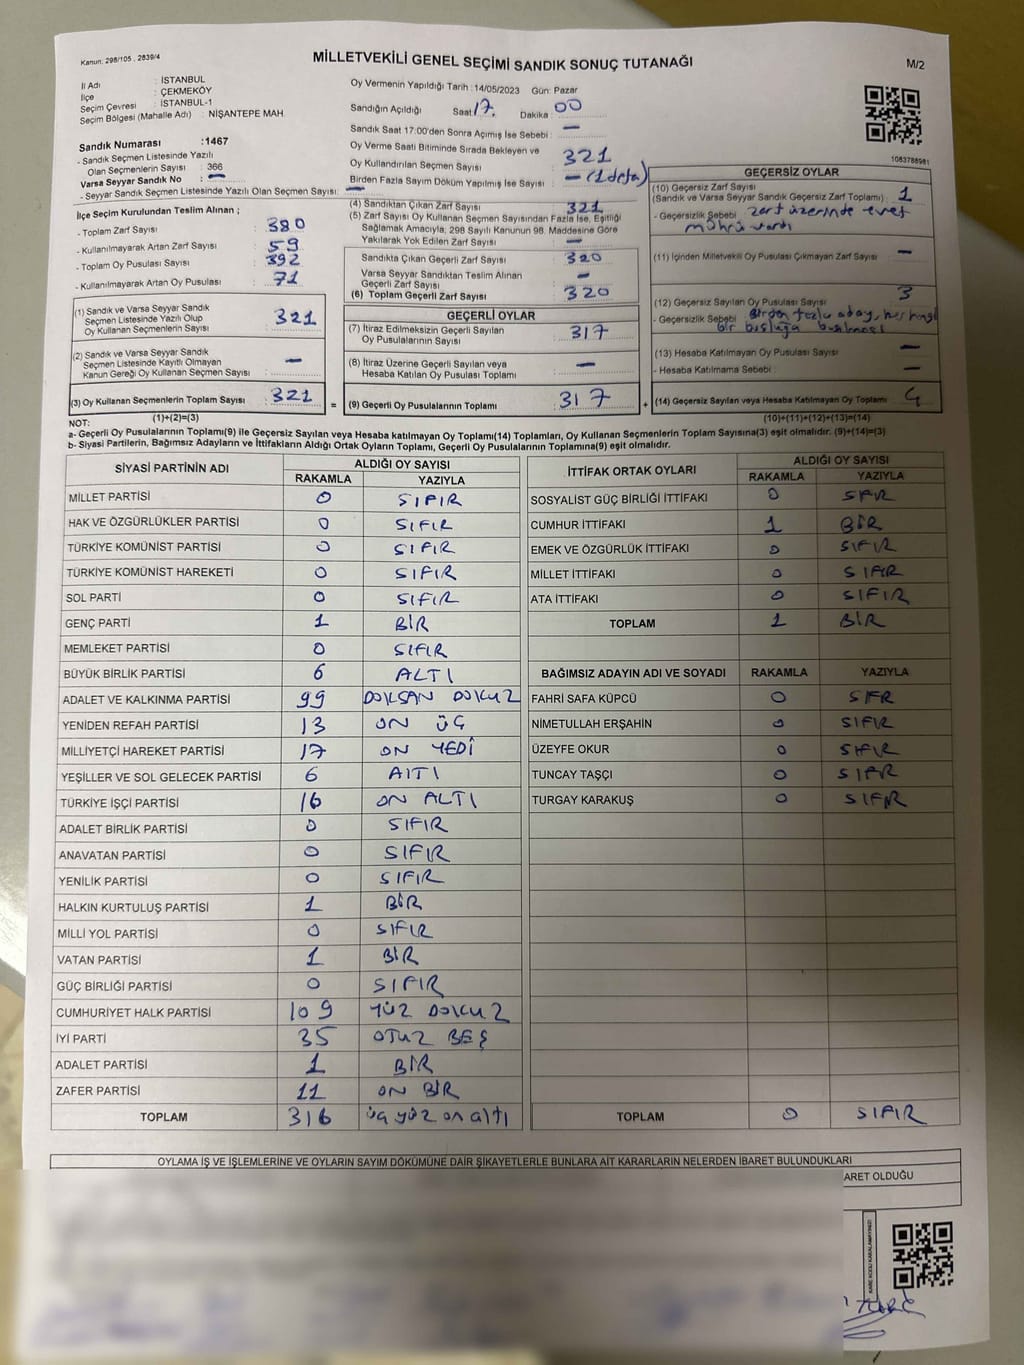 Kanun. 298/105 . 2839/4
MİLLETVEKİLİ GENEL SEÇİMİ SANDIK SONUÇ TUTANAĞI
M/2
İl Adı : İSTANBUL
İlçe : ÇEKMEKÖY
Seçim Çevresi : İSTANBUL-1
Seçim Bölgesi (Mahalle Adı) : NİŞANTEPE MAH
Oy Vermenin Yapıldığı Tarih : 14/05/2023 Gün: Pazar
Sandığın Açıldığı Saat: 17. Dakika : 00
Sandık Saat 17:00'den Sonra Açımış İse Sebebi : —
Oy Verme Saati Bitiminde Sırada Bekleyen ve
Oy Kullandırılan Seçmen Sayısı : 321
Birden Fazla Sayım Döküm Yapılmış İse Sayısı : — (1 defa)
1083788981
Sandık Numarası :1467
- Sandık Seçmen Listesinde Yazılı
Olan Seçmenlerin Sayısı : 366
Varsa Seyyar Sandık No : —
- Seyyar Sandık Seçmen Listesinde Yazılı Olan Seçmen Sayısı: —
İlçe Seçim Kurulundan Teslim Alınan ;
- Toplam Zarf Sayısı : 380
- Kullanılmayarak Artan Zarf Sayısı : 59
- Toplam Oy Pusulası Sayısı : 392
- Kullanılmayarak Artan Oy Pusulası : 71
(4) Sandıktan Çıkan Zarf Sayısı : 321
(5) Zarf Sayısı Oy Kullanan Seçmen Sayısından Fazla İse, Eşitliği
Sağlamak Amacıyla, 298 Sayılı Kanunun 98. Maddesine Göre
Yakılarak Yok Edilen Zarf Sayısı : —
Sandıkta Çıkan Geçerli Zarf Sayısı : 320
Varsa Seyyar Sandıktan Teslim Alınan
Geçerli Zarf Sayısı : —
(6) Toplam Geçerli Zarf Sayısı : 320
GEÇERSİZ OYLAR
(10) Geçersiz Zarf Sayısı : 1
(Sandık ve Varsa Seyyar Sandık Geçersiz Zarf Toplamı)
- Geçersizlik Sebebi : zarf üzerinde evet
mührü vardı
(11) İçinden Milletvekili Oy Pusulası Çıkmayan Zarf Sayısı : —
(12) Geçersiz Sayılan Oy Pusulası Sayısı : 3
- Geçersizlik Sebebi : Birden fazla aday, herhangi
bir boşluğa basılması
(13) Hesaba Katılmayan Oy Pusulası Sayısı : —
- Hesaba Katılmama Sebebi : —
(14) Geçersiz Sayılan veya Hesaba Katılmayan Oy Toplamı 4
(10)+(11)+(12)+(13)=(14)
(1) Sandık ve Varsa Seyyar Sandık
Seçmen Listesinde Yazılı Olup
Oy Kullanan Seçmenlerin Sayısı : 321
(2) Sandık ve Varsa Seyyar Sandık
Seçmen Listesinde Kayıtlı Olmayan
Kanun Gereği Oy Kullanan Seçmen Sayısı : —
(3) Oy Kullanan Seçmenlerin Toplam Sayısı : 321 =
(1)+(2)=(3)
GEÇERLİ OYLAR
(7) İtiraz Edilmeksizin Geçerli Sayılan
Oy Pusulalarının Sayısı : 317
(8) İtiraz Üzerine Geçerli Sayılan veya
Hesaba Katılan Oy Pusulası Toplamı : —
(9) Geçerli Oy Pusulalarının Toplamı : 317 +
NOT:
a- Geçerli Oy Pusulalarının Toplamı(9) ile Geçersiz Sayılan veya Hesaba katılmayan Oy Toplamı(14) Toplamları, Oy Kullanan Seçmenlerin Toplam Sayısına(3) eşit olmalıdır. (9)+(14)=(3)
b- Siyasi Partilerin, Bağımsız Adayların ve İttifakların Aldığı Ortak Oyların Toplamı, Geçerli Oy Pusulalarının Toplamına(9) eşit olmalıdır.
SİYASİ PARTİNİN ADI ALDIĞI OY SAYISI
RAKAMLA YAZIYLA
MİLLET PARTİSİ 0 SIFIR
HAK VE ÖZGÜRLÜKLER PARTİSİ 0 SIFIR
TÜRKİYE KOMÜNİST PARTİSİ 0 SIFIR
TÜRKİYE KOMÜNİST HAREKETİ 0 SIFIR
SOL PARTİ 0 SIFIR
GENÇ PARTİ 1 BİR
MEMLEKET PARTİSİ 0 SIFIR
BÜYÜK BİRLİK PARTİSİ 6 ALTI
ADALET VE KALKINMA PARTİSİ 99 DOKSAN DOKUZ
YENİDEN REFAH PARTİSİ 13 ON ÜÇ
MİLLİYETÇİ HAREKET PARTİSİ 17 ON YEDİ
YEŞİLLER VE SOL GELECEK PARTİSİ 6 ALTI
TÜRKİYE İŞÇİ PARTİSİ 16 ON ALTI
ADALET BİRLİK PARTİSİ 0 SIFIR
ANAVATAN PARTİSİ 0 SIFIR
YENİLİK PARTİSİ 0 SIFIR
HALKIN KURTULUŞ PARTİSİ 1 BİR
MİLLİ YOL PARTİSİ 0 SIFIR
VATAN PARTİSİ 1 BİR
GÜÇ BİRLİĞİ PARTİSİ 0 SIFIR
CUMHURİYET HALK PARTİSİ 109 YÜZ DOKUZ
İYİ PARTİ 35 OTUZ BEŞ
ADALET PARTİSİ 1 BİR
ZAFER PARTİSİ 11 ON BİR
TOPLAM 316 üç yüz on altı
İTTİFAK ORTAK OYLARI ALDIĞI OY SAYISI
RAKAMLA YAZIYLA
SOSYALİST GÜÇ BİRLİĞİ İTTİFAKI 0 SIFIR
CUMHUR İTTİFAKI 1 BİR
EMEK VE ÖZGÜRLÜK İTTİFAKI 0 SIFIR
MİLLET İTTİFAKI 0 SIFIR
ATA İTTİFAKI 0 SIFIR
TOPLAM 1 BİR
BAĞIMSIZ ADAYIN ADI VE SOYADI RAKAMLA YAZIYLA
FAHRİ SAFA KÜPCÜ 0 SIFIR
NİMETULLAH ERŞAHİN 0 SIFIR
ÜZEYFE OKUR 0 SIFIR
TUNCAY TAŞÇI 0 SIFIR
TURGAY KARAKUŞ 0 SIFIR
TOPLAM 0 SIFIR
OYLAMA İŞ VE İŞLEMLERİNE VE OYLARIN SAYIM DÖKÜMÜNE DAİR ŞİKAYETLERLE BUNLARA AİT KARARLARIN NELERDEN İBARET BULUNDUKLARI
ARET OLDUĞU
KARE KODU KARALAMAYINIZ!